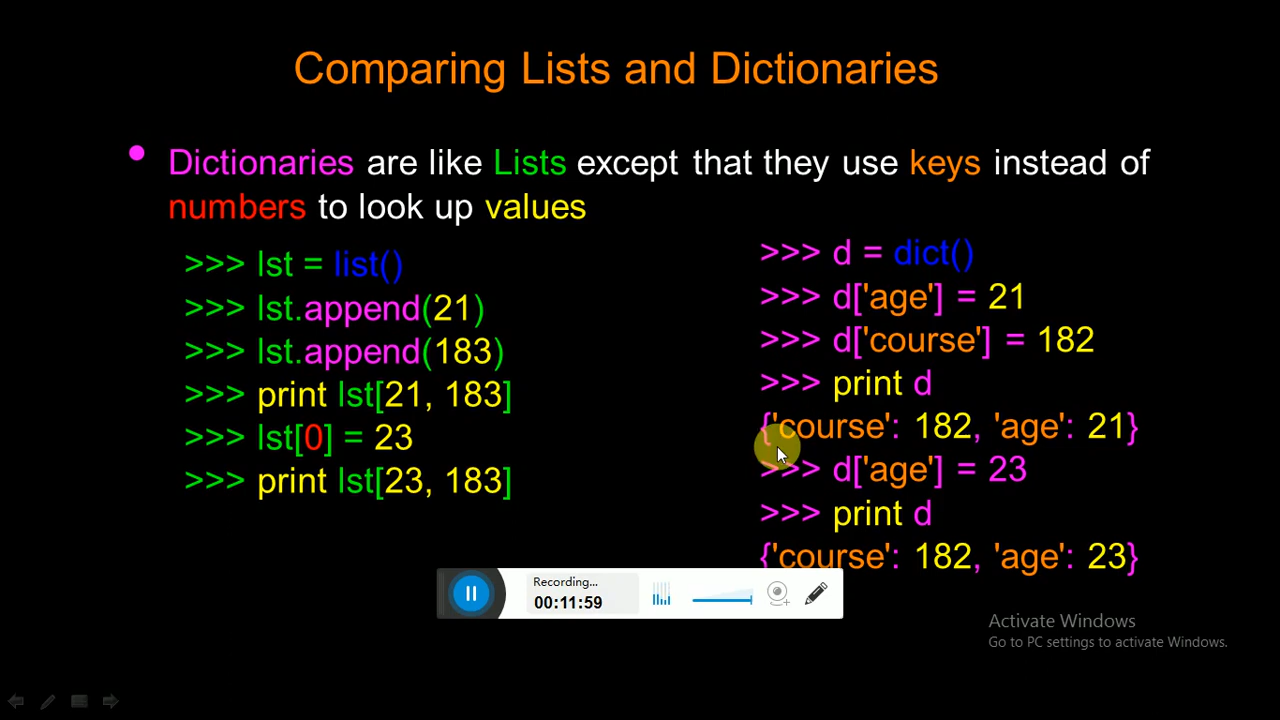 Comparing Lists and Dictionaries
• Dictionaries are like Lists except that they use keys instead of
numbers to look up values
>>> lst = list()
>>> lst.append(21)
>>> lst.append(183)
>>> print lst[21, 183]
>>> lst[0] = 23
>>> print lst[23, 183]
>>> d = dict()
>>> d['age'] = 21
>>> d['course'] = 182
>>> print d
{'course': 182, 'age': 21}
>>> d['age'] = 23
>>> print d
{'course': 182, 'age': 23}
Recording...
00:11:59
Activate Windows
Go to PC settings to activate Windows.